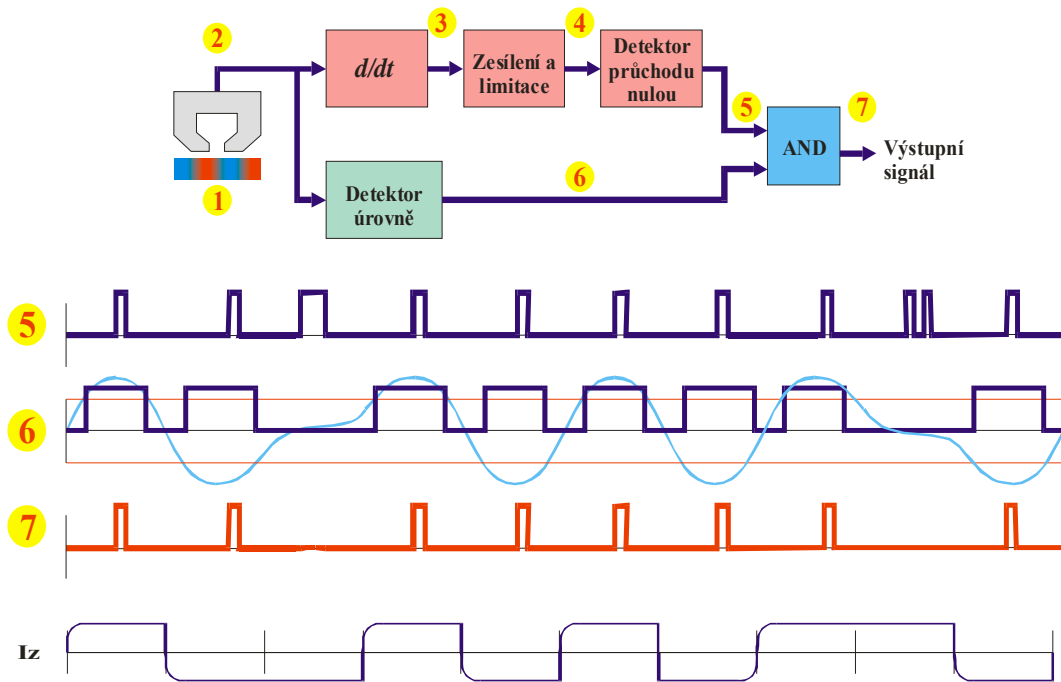 2
3
4
d/dt
Zesílení a
limitace
Detektor
průchodu
nulou
5
7
AND
Výstupní
signál
1
Detektor
úrovně
6
5
6
7
Iz